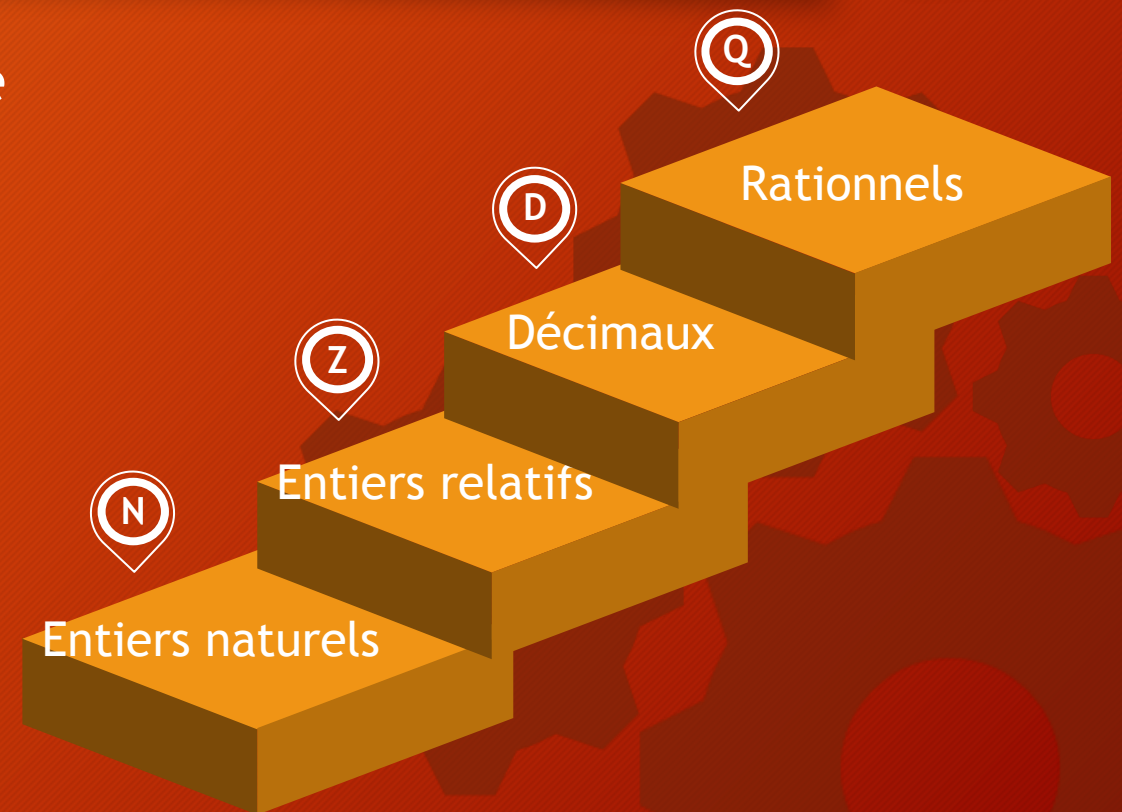 Q
Rationnels
D
Décimaux
Z
Entiers relatifs
N
Entiers naturels